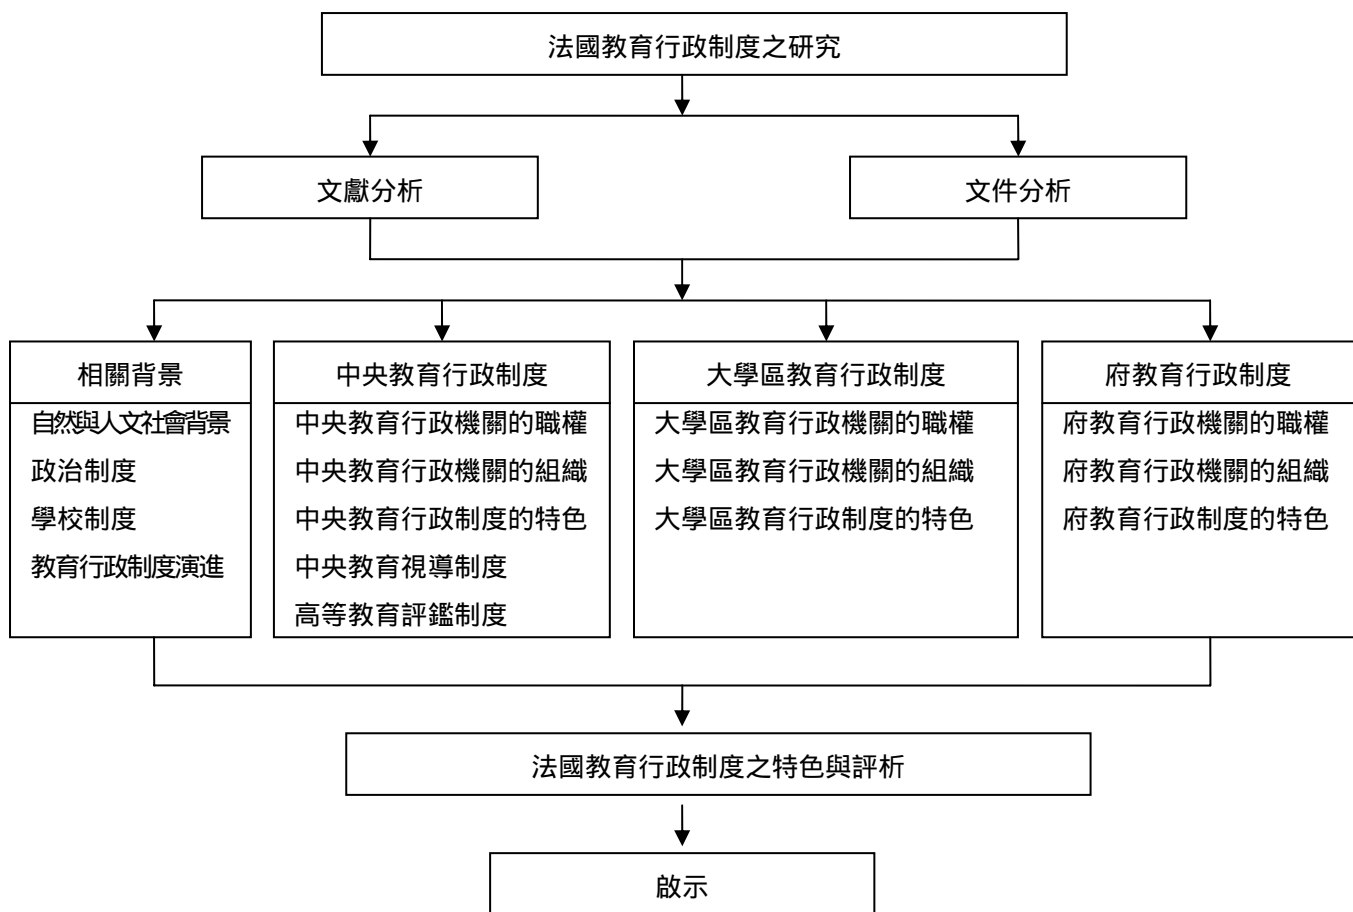 法國教育行政制度之研究
文獻分析
文件分析
相關背景
自然與人文社會背景
政治制度
學校制度
教育行政制度演進
中央教育行政制度
中央教育行政機關的職權
中央教育行政機關的組織
中央教育行政制度的特色
中央教育視導制度
高等教育評鑑制度
大學區教育行政制度
大學區教育行政機關的職權
大學區教育行政機關的組織
大學區教育行政制度的特色
府教育行政制度
府教育行政機關的職權
府教育行政機關的組織
府教育行政制度的特色
法國教育行政制度之特色與評析
啟示